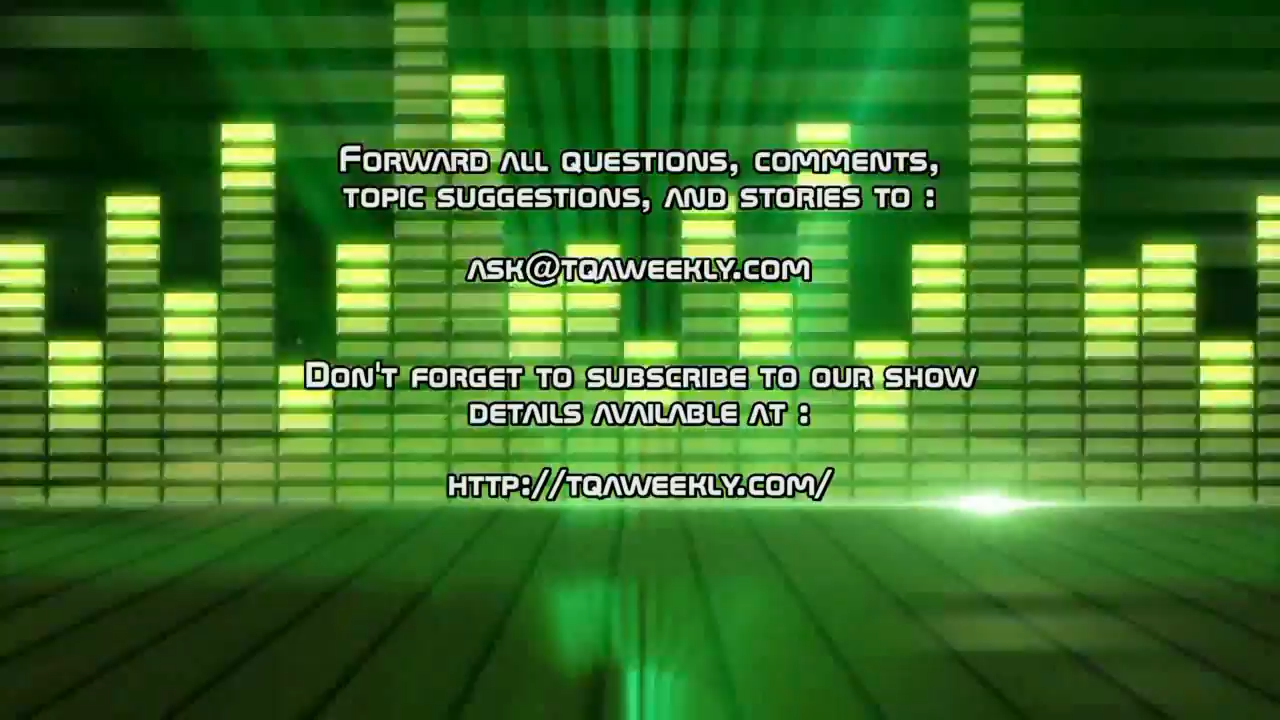 Forward all questions, comments,
topic suggestions, and stories to :
ask@tqaweekly.com
Don't forget to subscribe to our show
details available at :
http://tqaweekly.com/